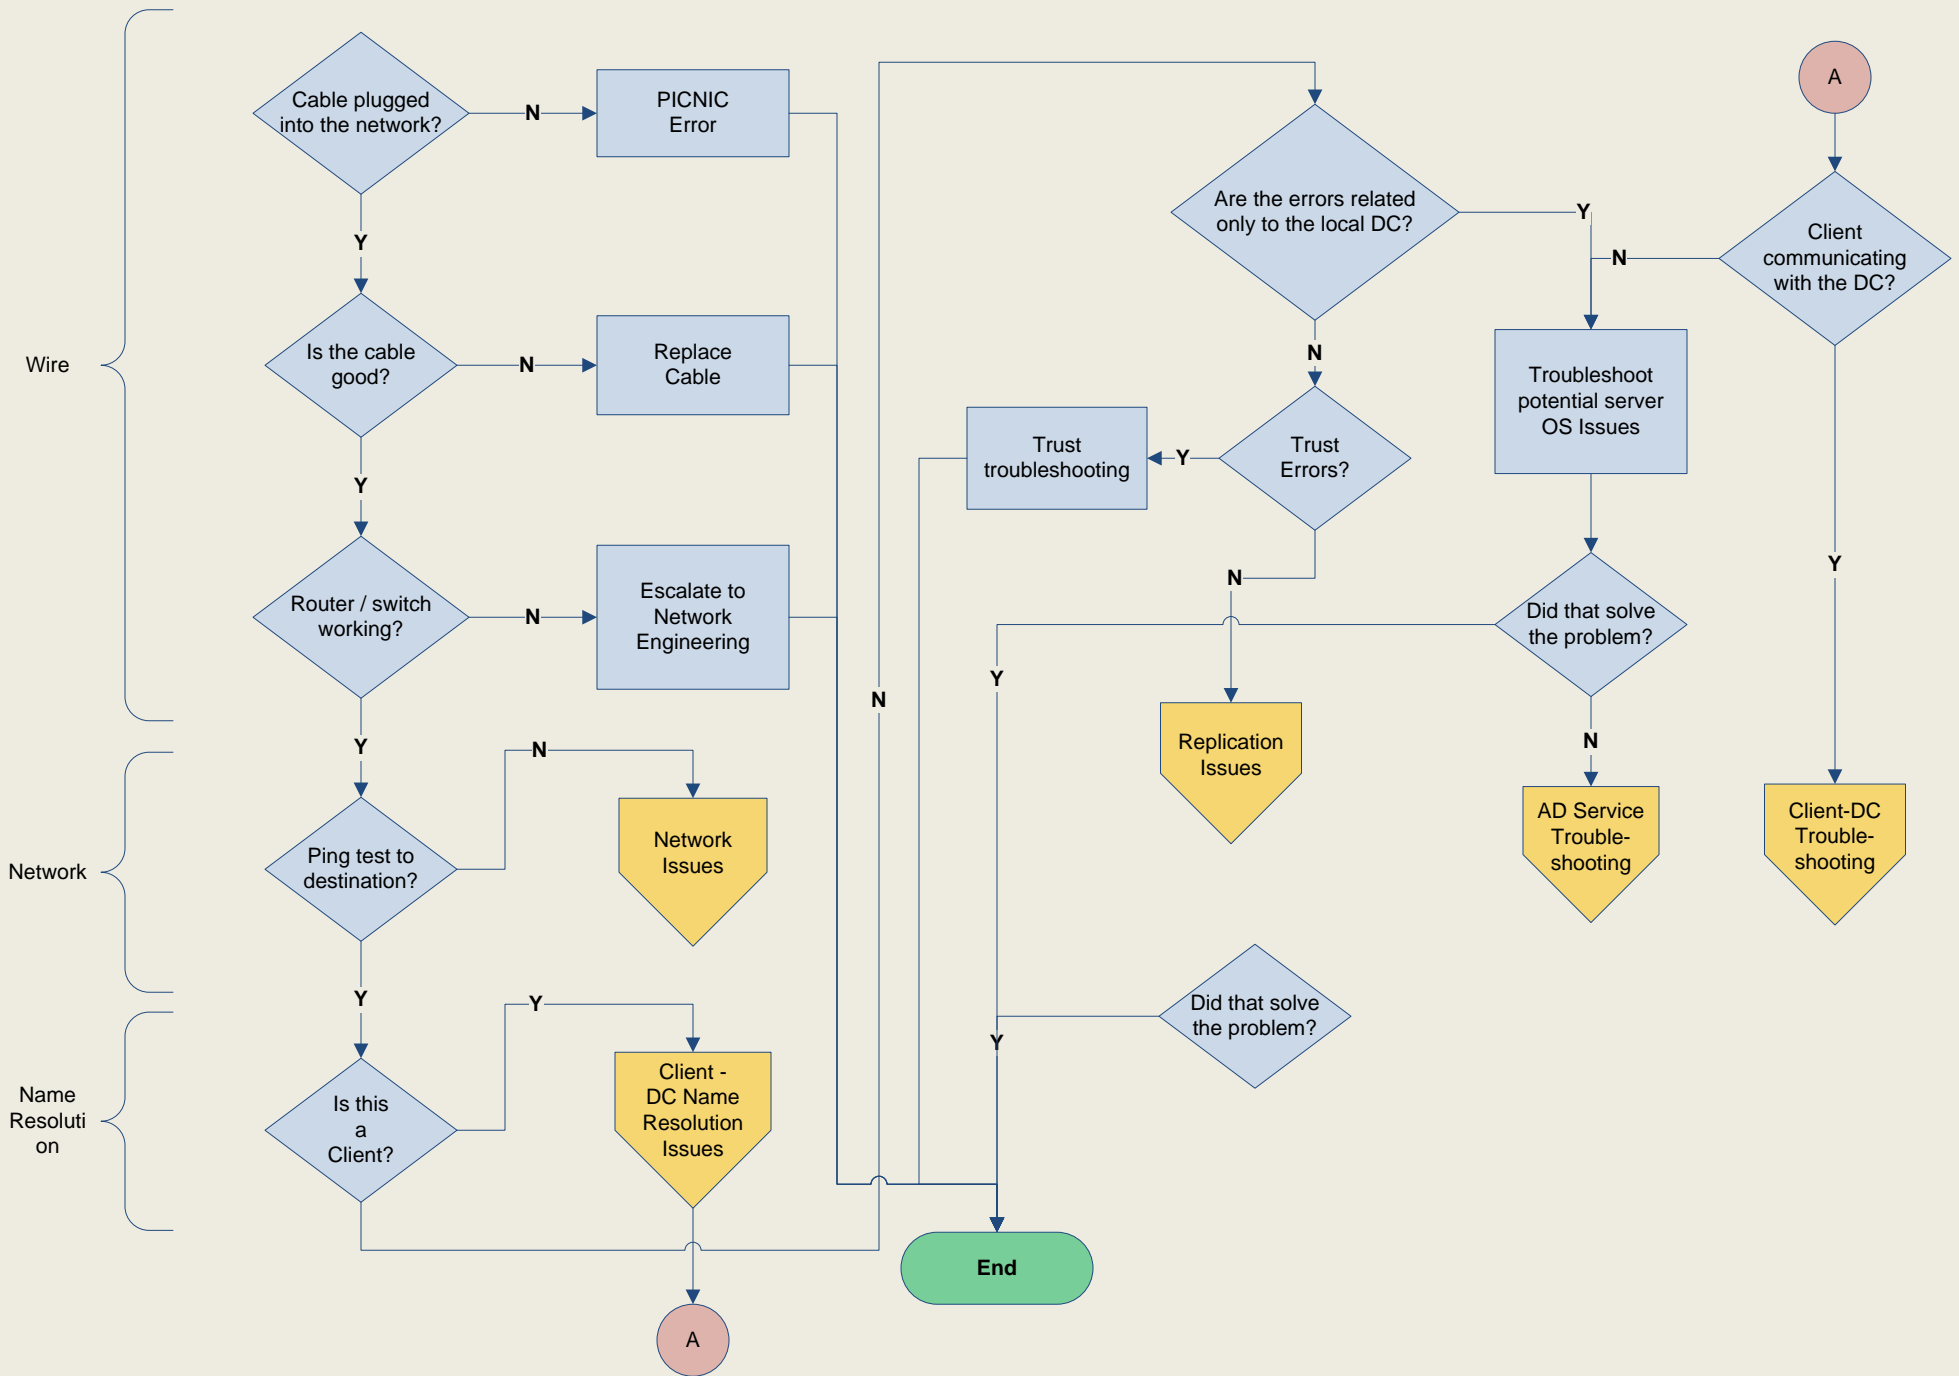 Wire
Network
Name
Resoluti
on
Cable plugged
into the network?
N
PICNIC
Error
Y
Is the cable
good?
N
Replace
Cable
Y
Router / switch
working?
N
Escalate to
Network
Engineering
Y
Ping test to
destination?
N
Network
Issues
Y
Is this
a
Client?
Y
Client -
DC Name
Resolution
Issues
A
N
Are the errors related
only to the local DC?
Y
N
Trust
Errors?
Y
Trust
troubleshooting
N
Replication
Issues
A
Client
communicating
with the DC?
N
Troubleshoot
potential server
OS Issues
Did that solve
the problem?
Y
N
AD Service
Trouble-
shooting
Y
Client-DC
Trouble-
shooting
Did that solve
the problem?
Y
End